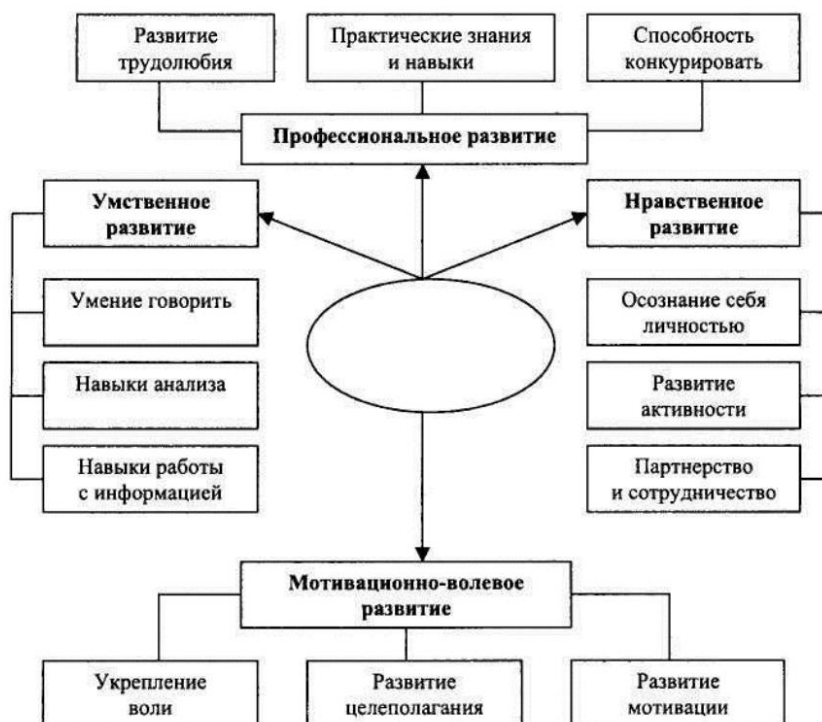 Развитие
трудолюбия
Практические знания
и навыки
Способность
конкурировать
Профессиональное развитие
Умственное
развитие
Нравственное
развитие
Умение говорить
Осознание себя
личностью
Навыки анализа
Развитие
активности
Навыки работы
с информацией
Партнерство
и сотрудничество
Мотивационно-волевое
развитие
Укрепление
воли
Развитие
целеполагания
Развитие
мотивации